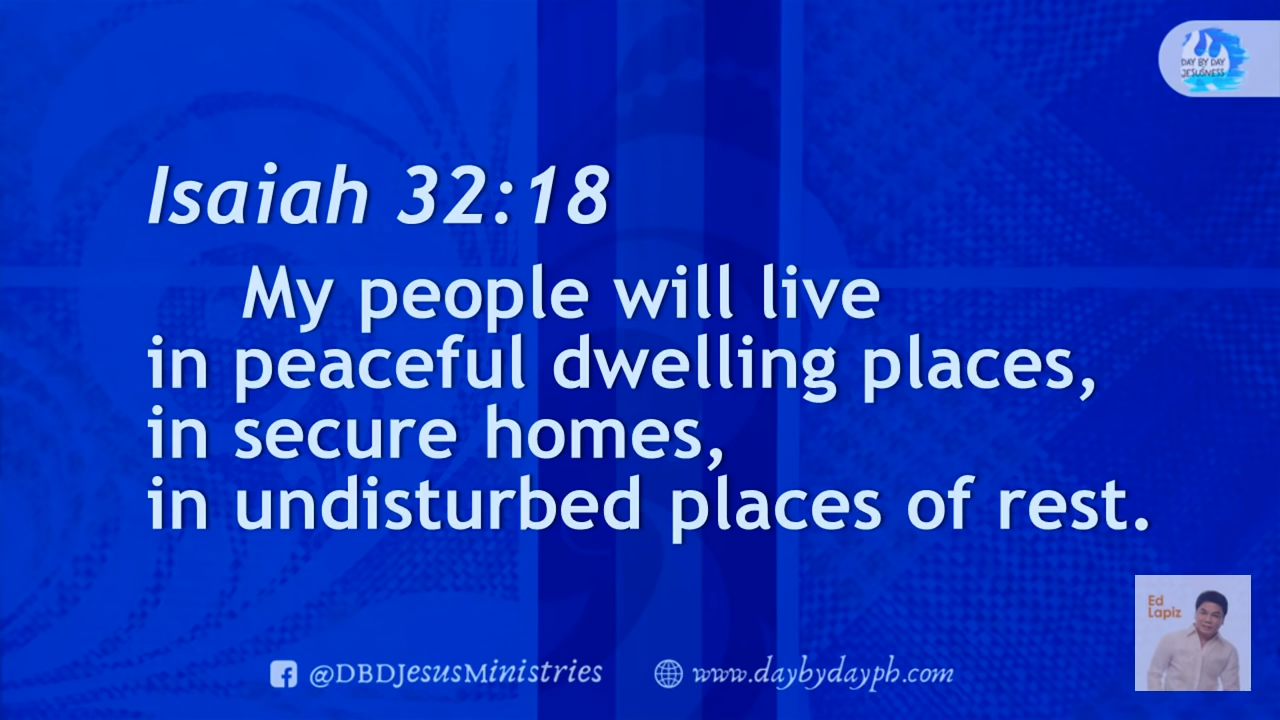 DAY BY DAY
JESUSNESS
Isaiah 32:18
My people will live
in peaceful dwelling places,
in secure homes,
in undisturbed places of rest.
Ed
Lapiz
@DBDJesusMinistries
www.daybydayph.com